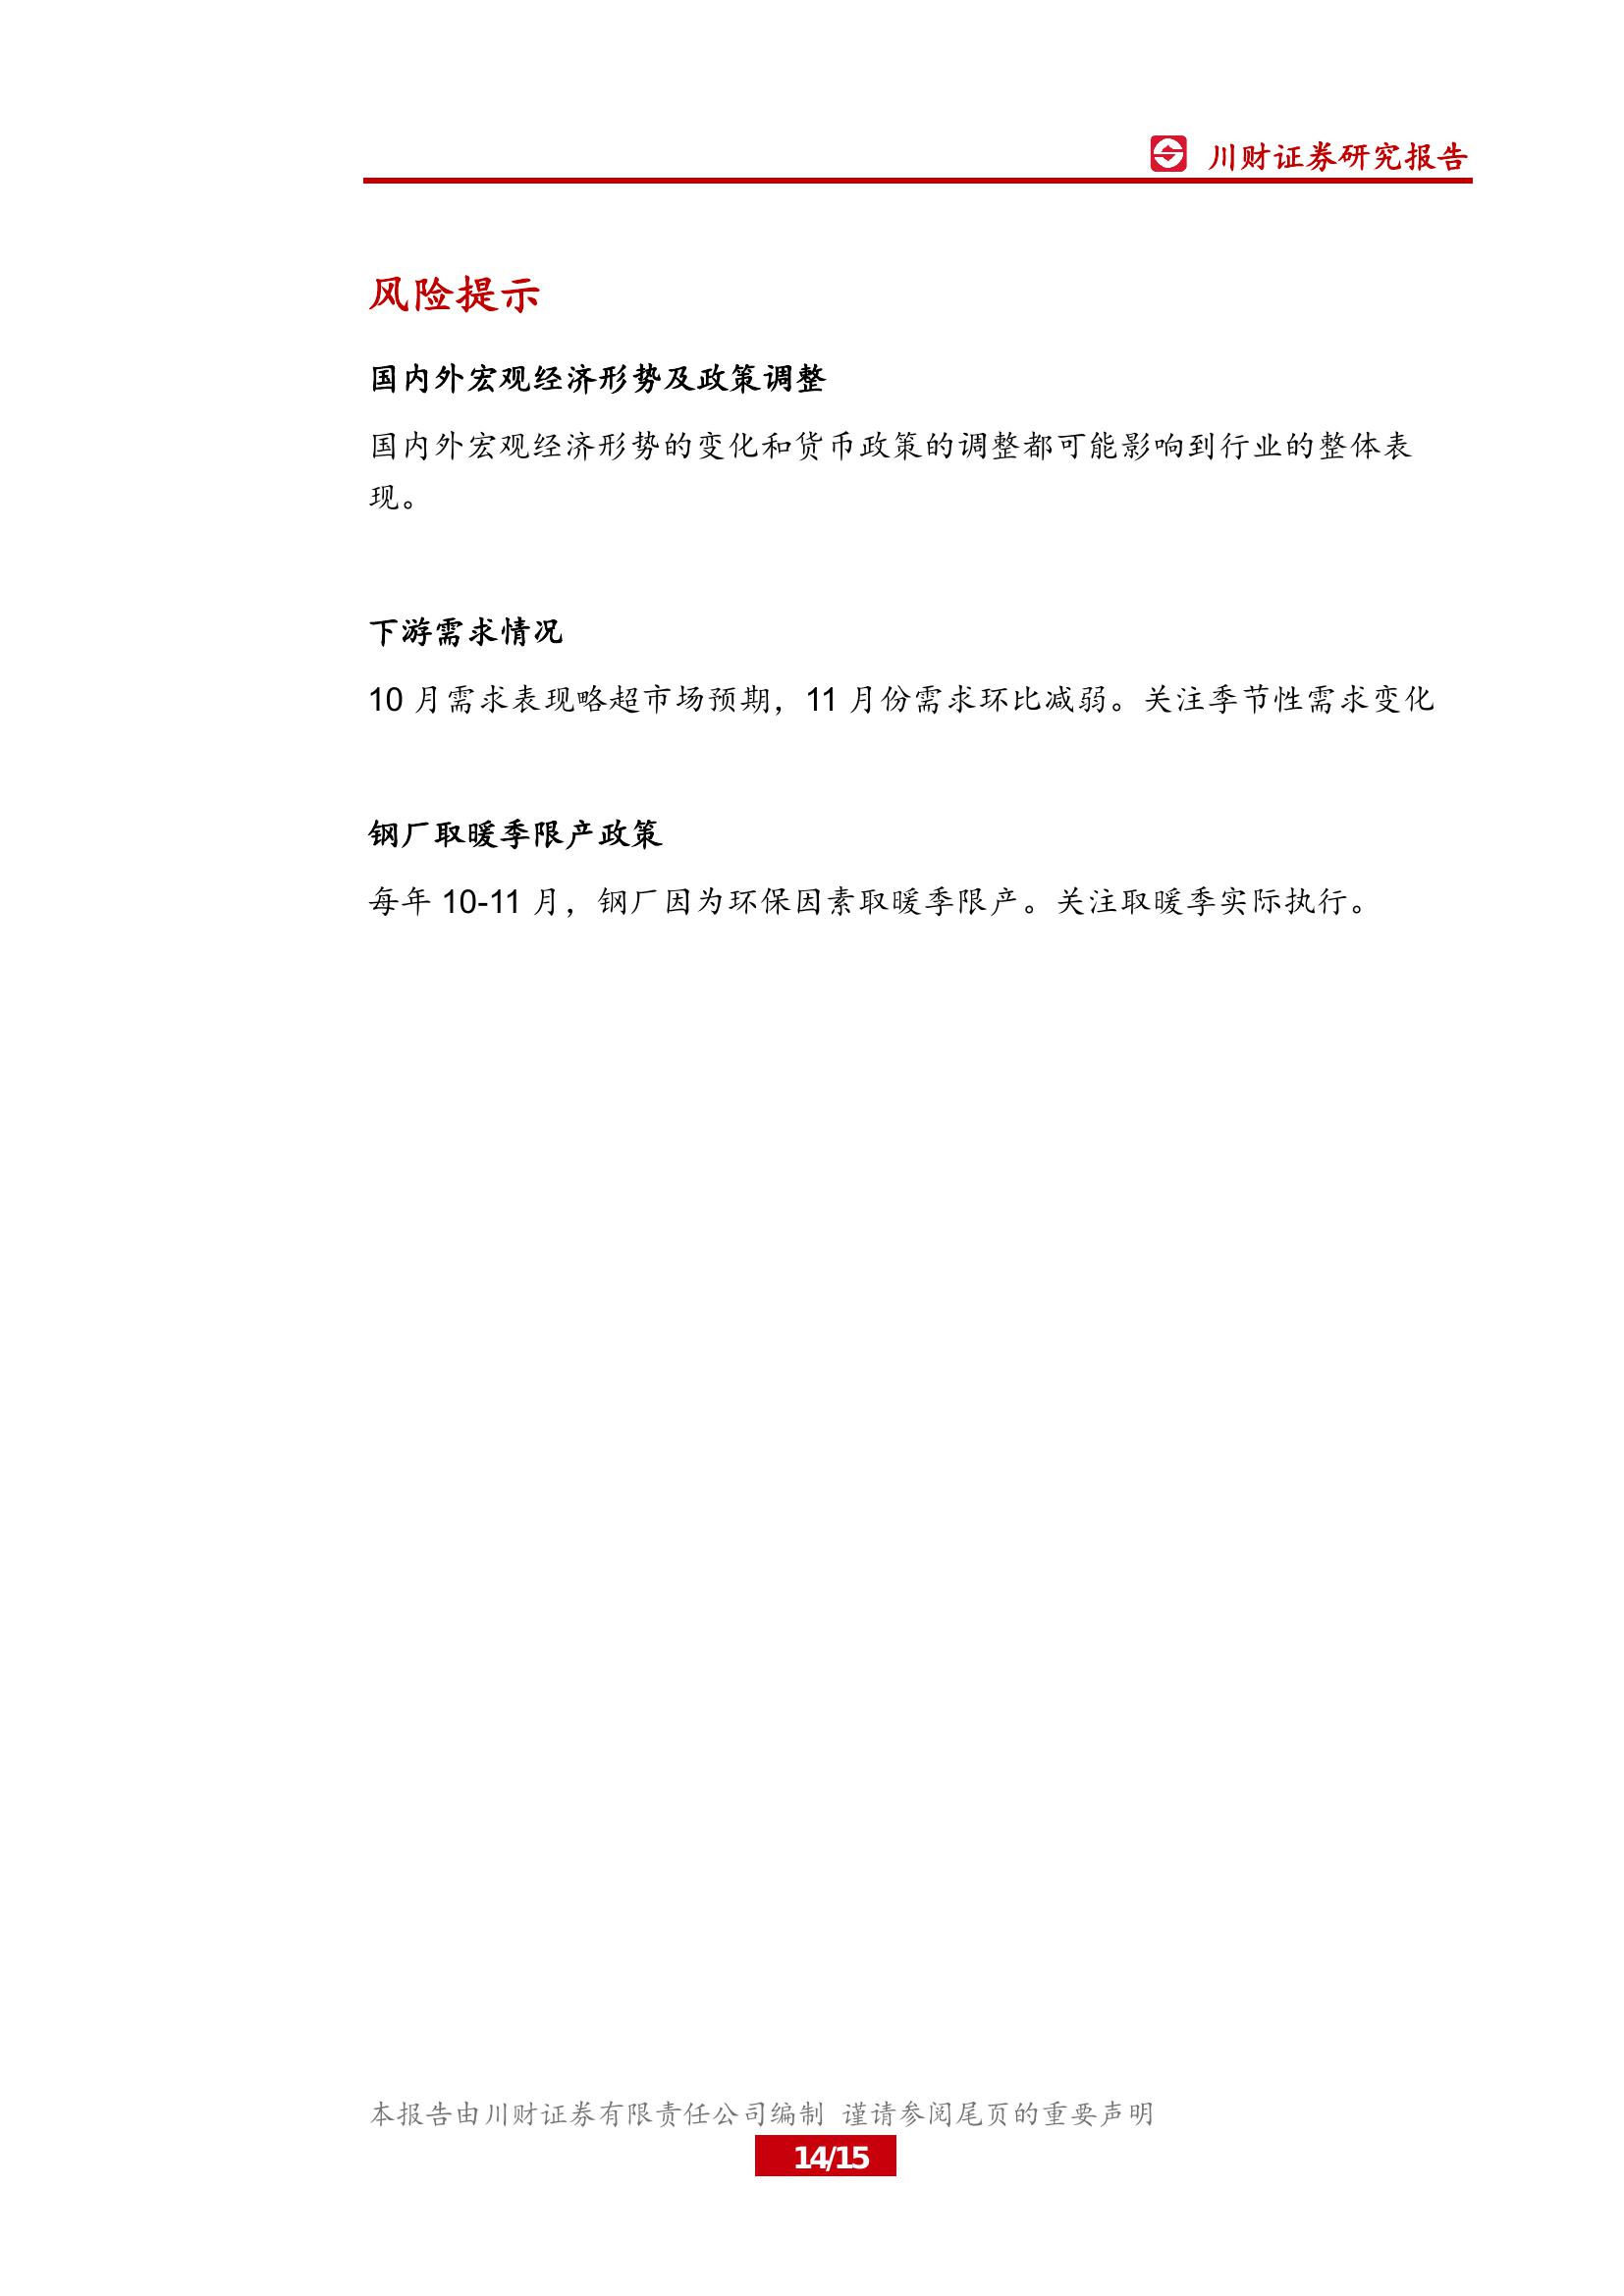 川财证券研究报告
风险提示
国内外宏观经济形势及政策调整
国内外宏观经济形势的变化和货币政策的调整都可能影响到行业的整体表
现。
下游需求情况
10 月需求表现略超市场预期，11 月份需求环比减弱。关注季节性需求变化
钢厂取暖季限产政策
每年 10-11 月，钢厂因为环保因素取暖季限产。关注取暖季实际执行。
本报告由川财证券有限责任公司编制 谨请参阅尾页的重要声明
14/15